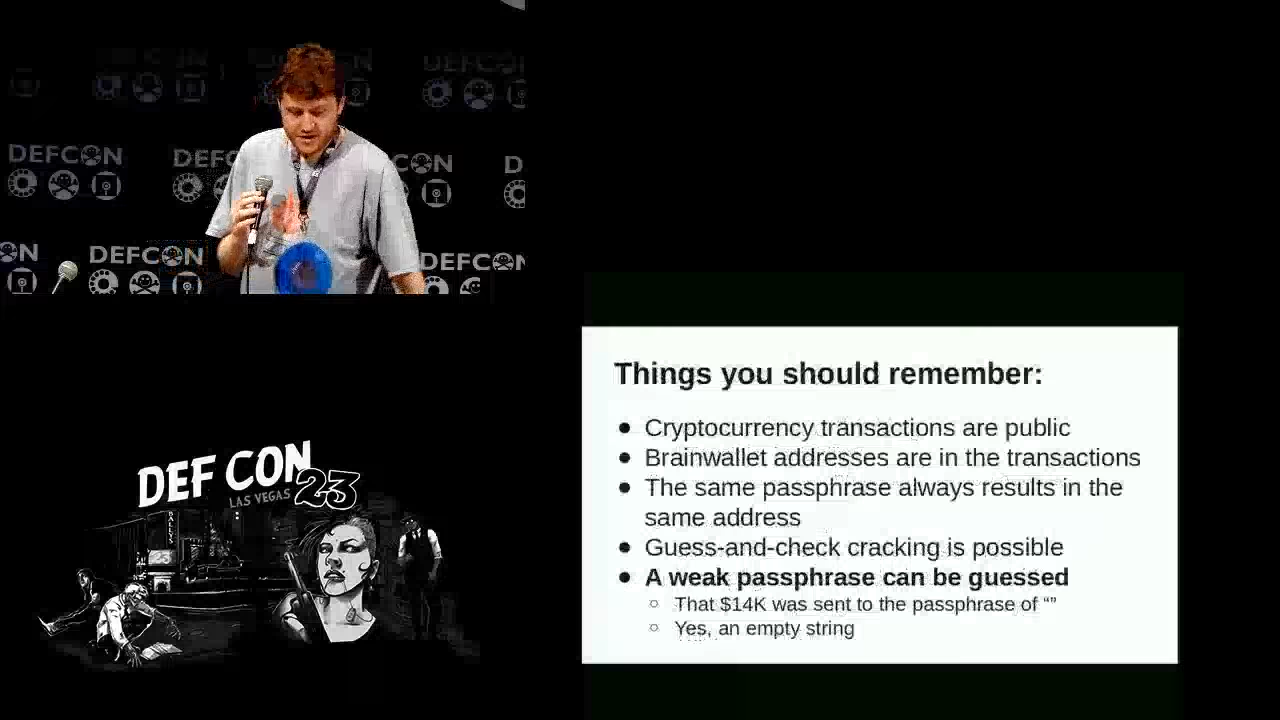 DEFCON
DEFCON
DEFCON
DEFCON
DEFCON
DEF CON
23
LAS VEGAS
BALLY'S
Things you should remember:
● Cryptocurrency transactions are public
● Brainwallet addresses are in the transactions
● The same passphrase always results in the
same address
● Guess-and-check cracking is possible
● A weak passphrase can be guessed
○ That $14K was sent to the passphrase of “”
○ Yes, an empty string